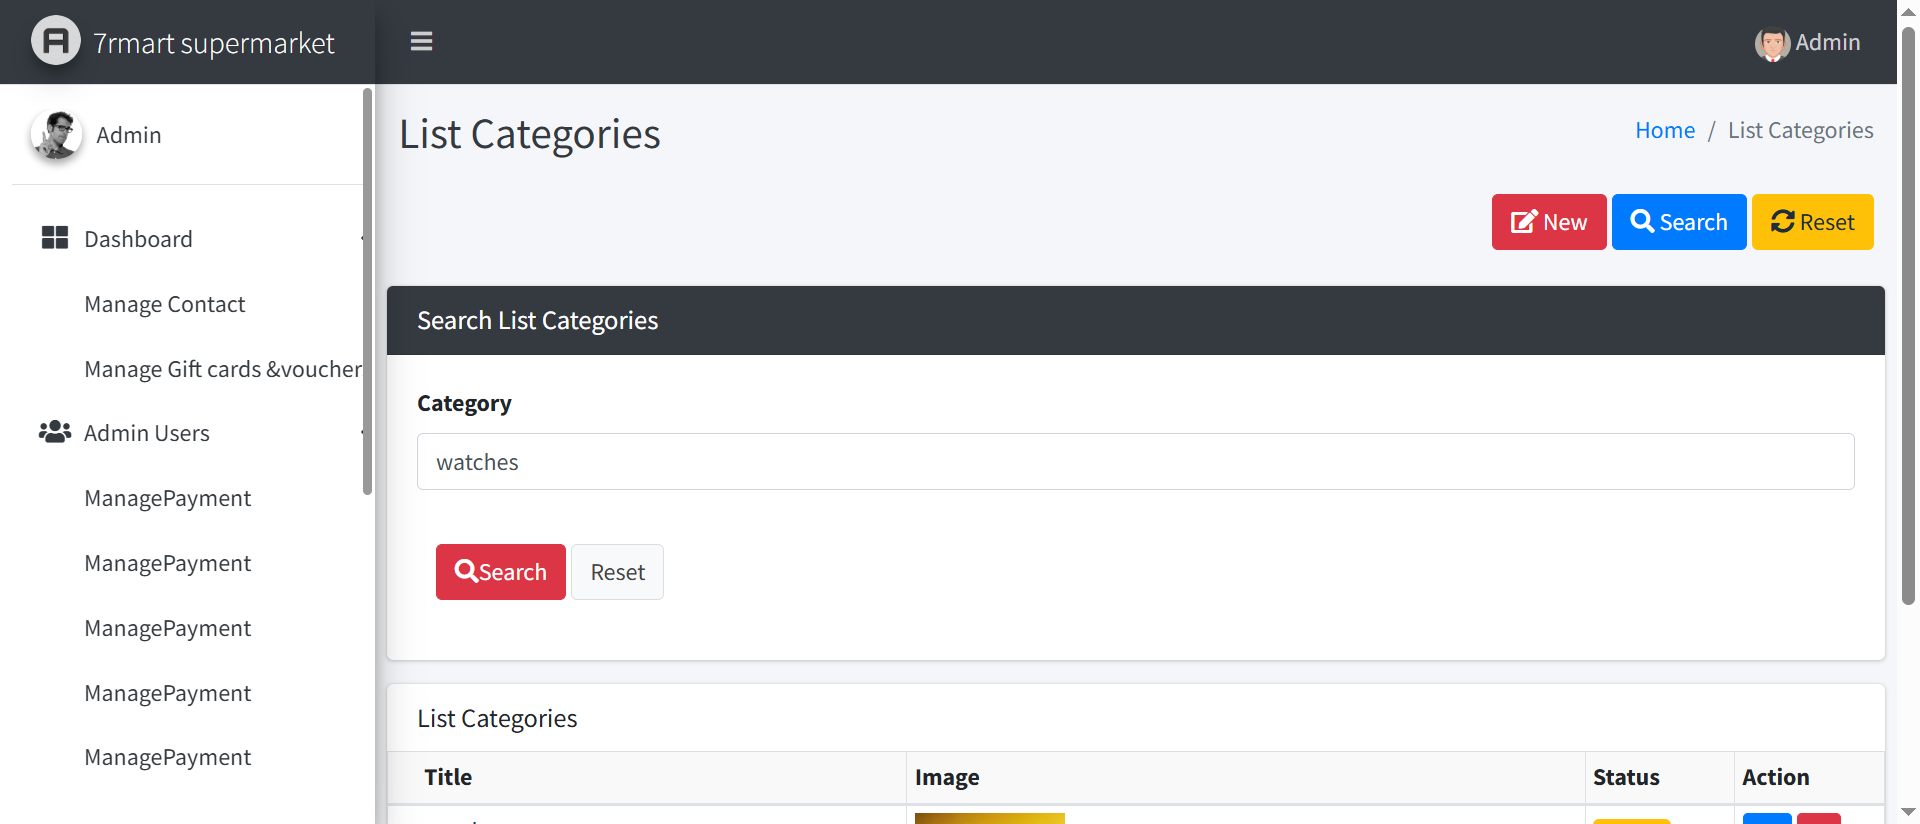 7rmart supermarket
Admin
Admin
List Categories
Home / List Categories
New
Search
Reset
Dashboard
Manage Contact
Manage Gift cards &voucher
Admin Users
ManagePayment
ManagePayment
ManagePayment
ManagePayment
ManagePayment
Search List Categories
Category
watches
Search
Reset
List Categories
Title Image Status Action